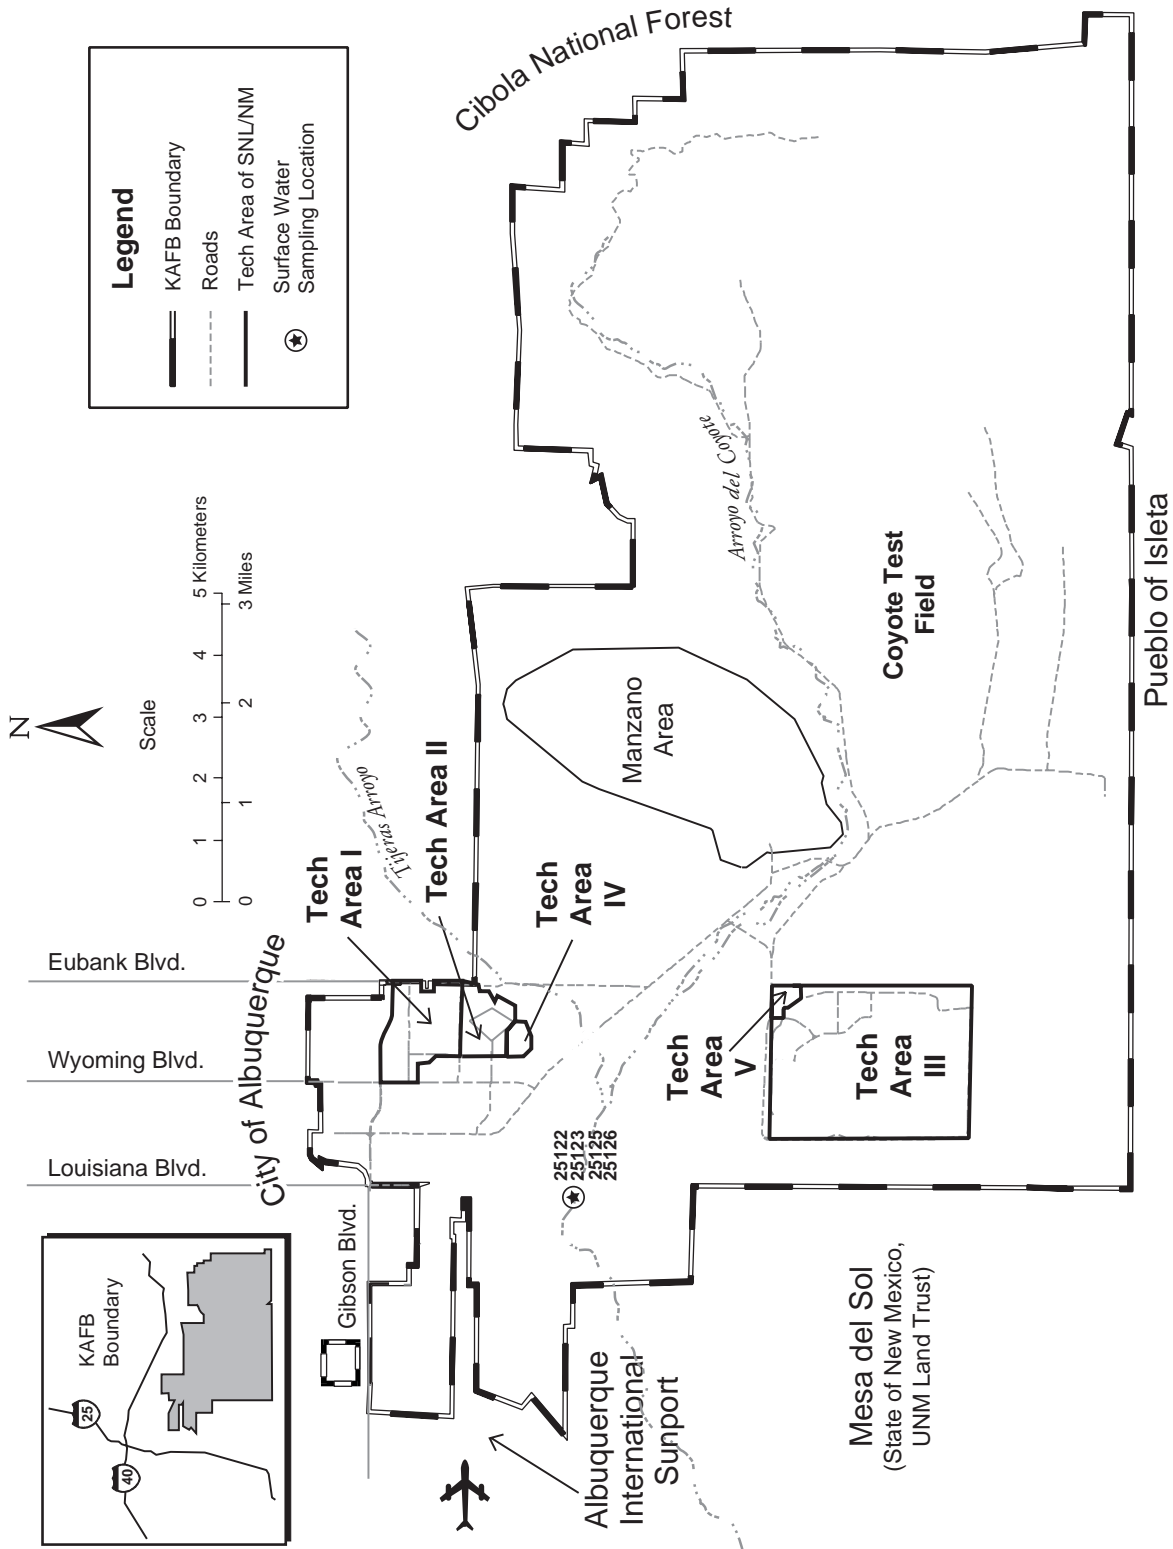 KAFB
Boundary
25
40
N
Scale
0 1 2 3 4 5 Kilometers
0 1 2 3 Miles
Legend
KAFB Boundary
Roads
Tech Area of SNL/NM
Surface Water
Sampling Location
Louisiana Blvd.
Wyoming Blvd.
Eubank Blvd.
Gibson Blvd.
City of Albuquerque
Tech
Area I
Tijeras Arroyo
Tech Area II
Tech
Area
IV
Cibola National Forest
Albuquerque
International
Sunport
25122
25123
25125
25126
Manzano
Area
Arroyo del Coyote
Tech
Area
V
Tech
Area
III
Coyote Test
Field
Mesa del Sol
(State of New Mexico,
UNM Land Trust)
Pueblo of Isleta